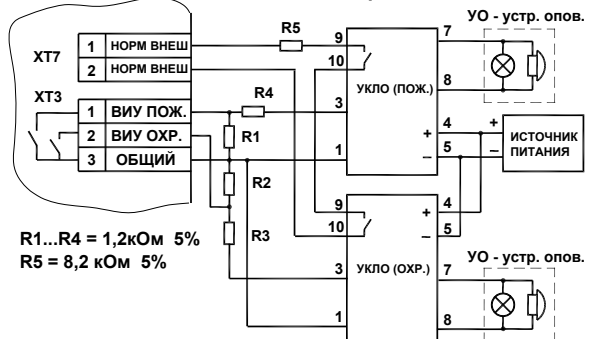 УО - устр. опов.
XT7
1 НОРМ ВНЕШ
2 НОРМ ВНЕШ
R5
9
10
7
8
УКЛО (ПОЖ.)
XT3
1 ВИУ ПОЖ.
2 ВИУ ОХР.
3 ОБЩИЙ
R4
R1
3
1
+ 4
– 5
+
–
ИСТОЧНИК
ПИТАНИЯ
R2
R3
R1...R4 = 1,2кОм 5%
R5 = 8,2 кОм 5%
9
10
+ 4
– 5
УКЛО (ОХР.)
3
1
7
8
УО - устр. опов.